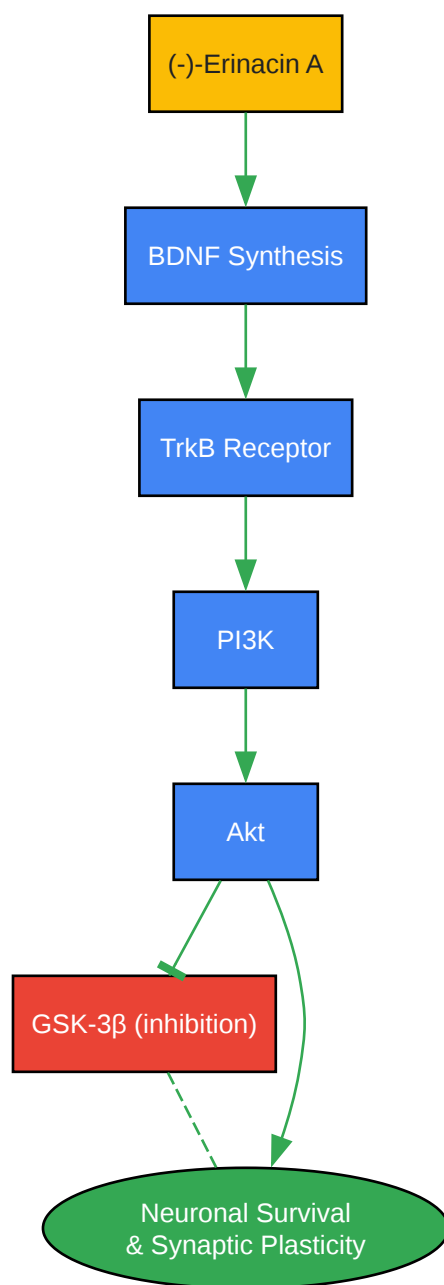 (-)-Erinacin A
BDNF Synthesis
TrkB Receptor
PI3K
Akt
GSK-3β (inhibition)
Neuronal Survival
& Synaptic Plasticity